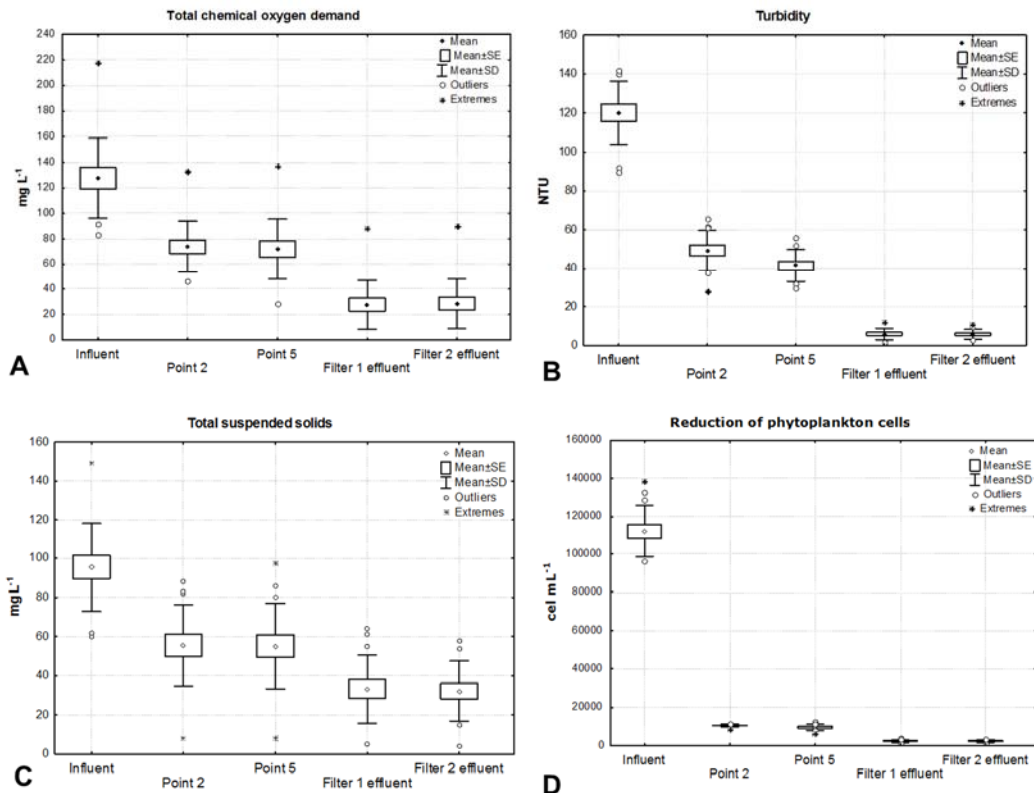 Total chemical oxygen demand
Mean
Mean±SE
Mean±SD
Outliers
Extremes
260
240
220
200
180
160
140
120
100
80
60
40
20
0
mg L-1
Influent
Point 2
Point 5
Filter 1 effluent
Filter 2 effluent
A
Turbidity
Mean
Mean±SE
Mean±SD
Outliers
Extremes
160
140
120
100
80
60
40
20
0
NTU
Influent
Point 2
Point 5
Filter 1 effluent
Filter 2 effluent
B
Total suspended solids
Mean
Mean±SE
Mean±SD
Outliers
Extremes
160
140
120
100
80
60
40
20
0
mgL-1
Influent
Point 2
Point 5
Filter 1 effluent
Filter 2 effluent
C
Reduction of phytoplankton cells
Mean
Mean±SE
Mean±SD
Outliers
Extremes
160000
140000
120000
100000
80000
60000
40000
20000
0
cel mL-1
Influent
Point 2
Point 5
Filter 1 effluent
Filter 2 effluent
D